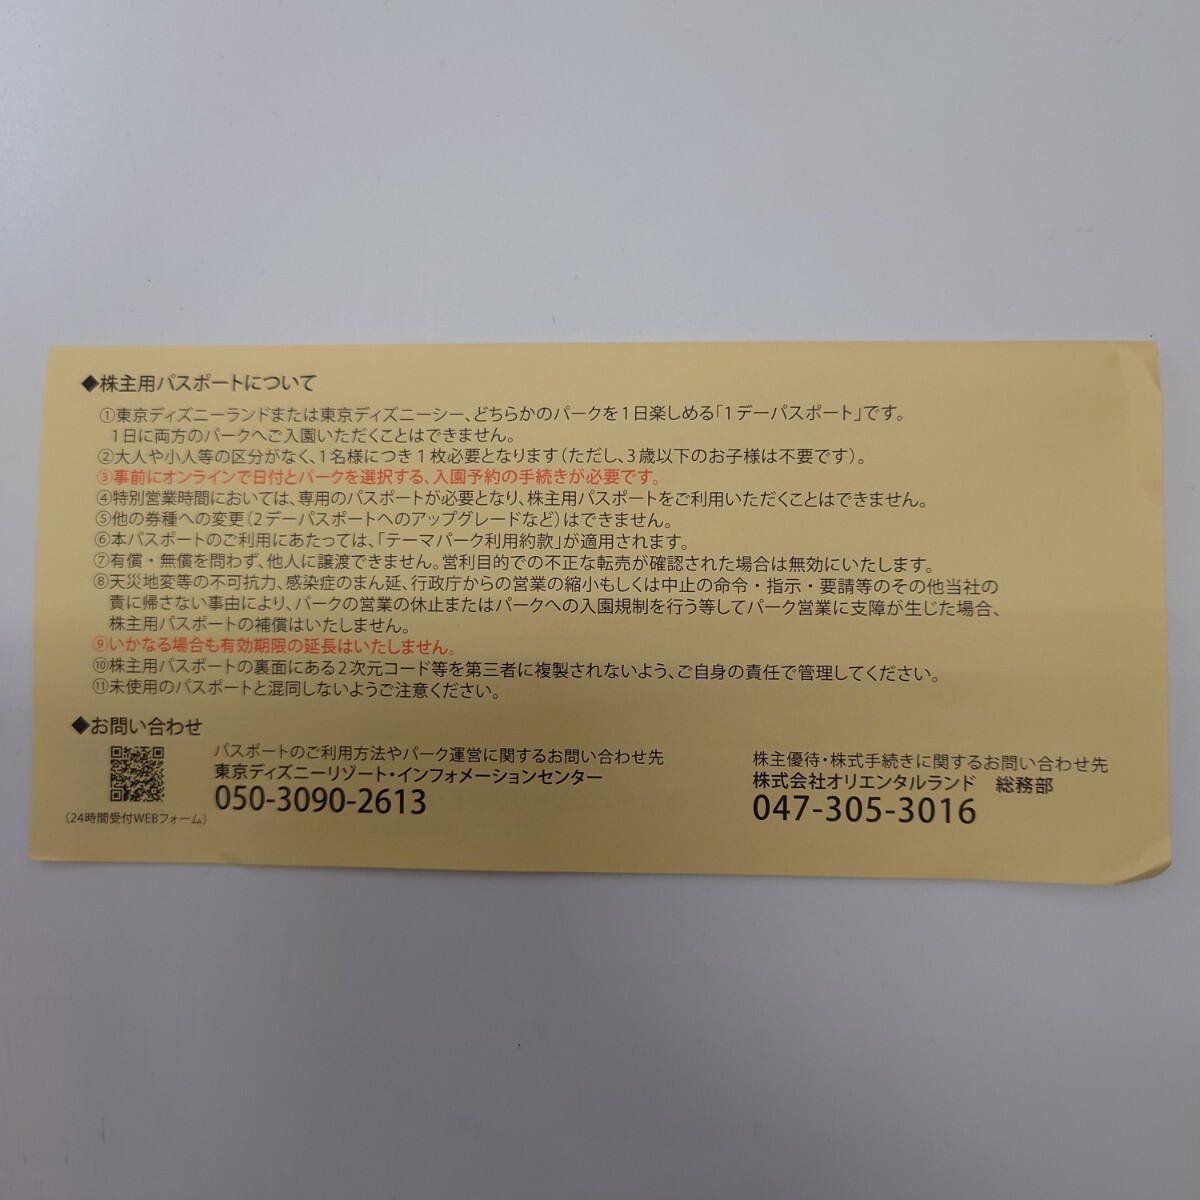 ◆株主用パスポートについて
①東京ディズニーランドまたは東京ディズニーシー、どちらかのパークを1日楽しめる「1デーパスポート」です。
1日に両方のパークへご入園いただくことはできません。
②大人や小人等の区分がなく、1名様につき1枚必要となります(ただし、3歳以下のお子様は不要です)。
③事前にオンラインで日付とパークを選択する、入園予約の手続きが必要です。
④特別営業時間においては、専用のパスポートが必要となり、株主用パスポートをご利用いただくことはできません。
⑤他の券種への変更(2デーパスポートへのアップグレードなど)はできません。
⑥本パスポートのご利用にあたっては、「テーマパーク利用約款」が適用されます。
⑦有償・無償を問わず、他人に譲渡できません。営利目的での不正な転売が確認された場合は無効にいたします。
⑧天災地変等の不可抗力、感染症のまん延、行政庁からの営業の縮小もしくは中止の命令・指示・要請等のその他当社の
責に帰さない事由により、パークの営業の休止またはパークへの入園規制を行う等してパーク営業に支障が生じた場合、
株主用パスポートの補償はいたしません。
⑨いかなる場合も有効期限の延長はいたしません。
⑩株主用パスポートの裏面にある2次元コード等を第三者に複製されないよう、ご自身の責任で管理してください。
⑪未使用のパスポートと混同しないようご注意ください。
◆お問い合わせ
パスポートのご利用方法やパーク運営に関するお問い合わせ先
東京ディズニーリゾート・インフォメーションセンター
050-3090-2613
(24時間受付WEBフォーム)
株主優待・株式手続きに関するお問い合わせ先
株式会社オリエンタルランド 総務部
047-305-3016